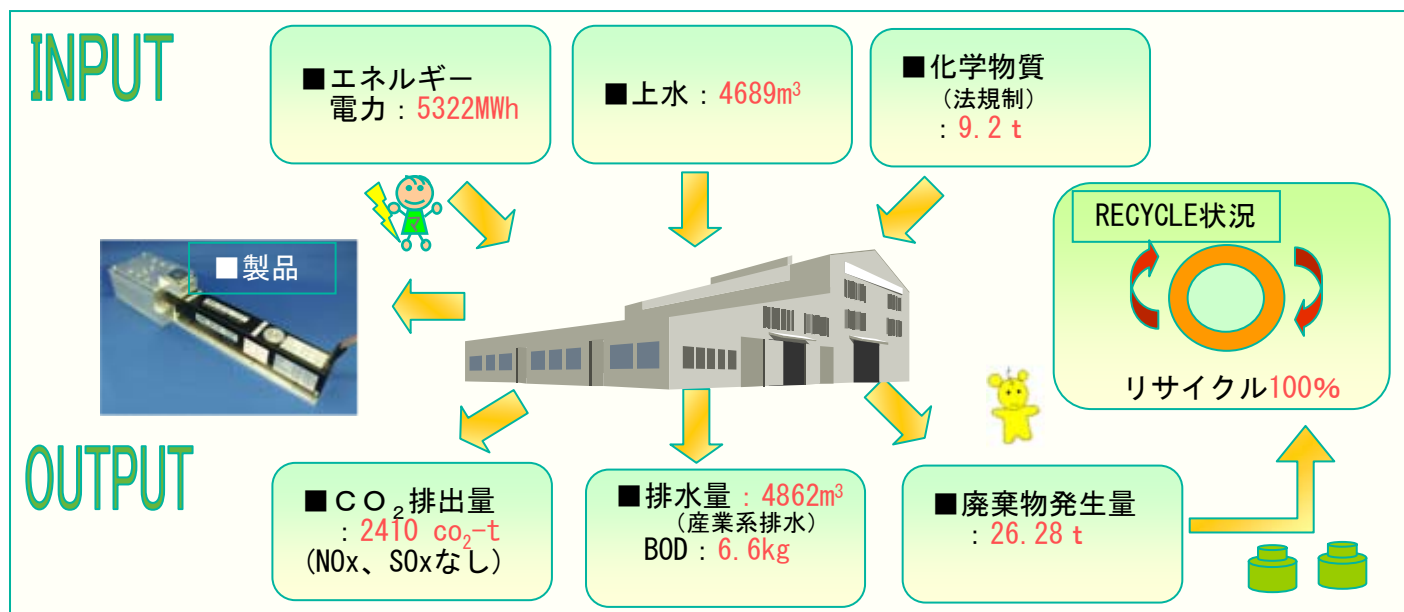 INPUT
■エネルギー
電力：5322MWh
■上水：4689m³
■化学物質
（法規制）
：9.2ｔ
マ
■製品
RECYCLE状況
リサイクル100%
OUTPUT
■ＣＯ₂排出量
：2410 co₂-t
(NOx、SOxなし)
■排水量：4862m³
（産業系排水）
BOD：6.6kg
■廃棄物発生量
：26.28ｔ